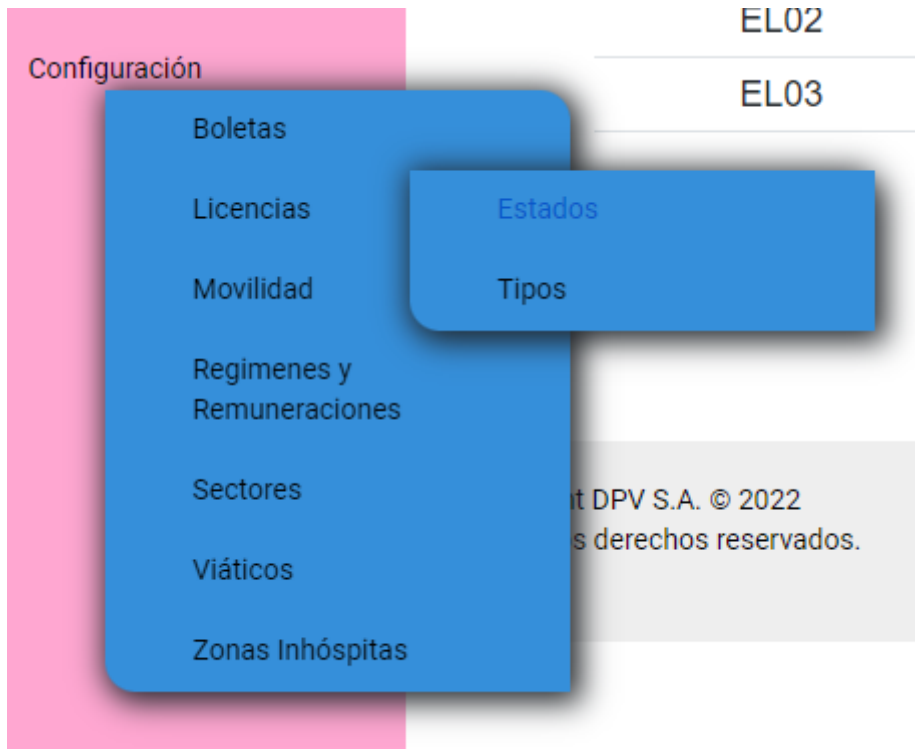 EL02
Configuración
EL03
Boletas
Licencias
Estados
Movilidad
Tipos
Regimenes y
Remuneraciones
Sectores
DPV S.A. © 2022
derechos reservados.
Viáticos
Zonas Inhóspitas